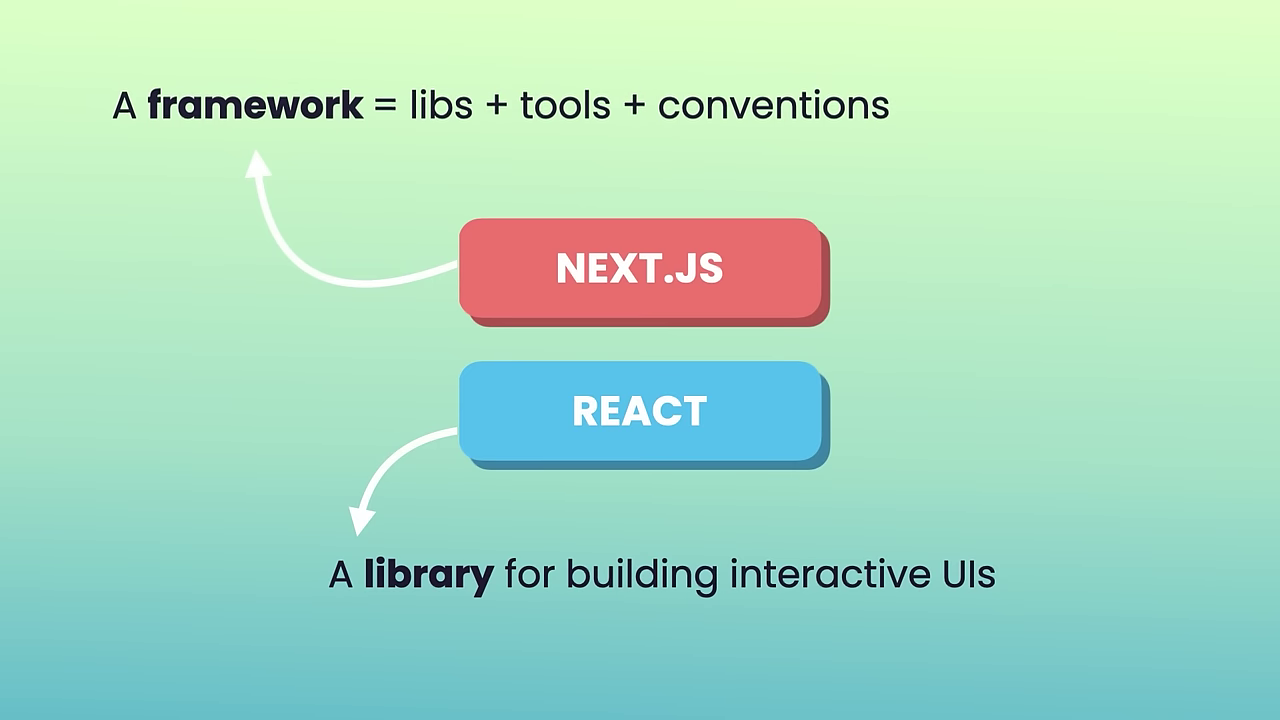 A framework = libs + tools + conventions
NEXT.JS
REACT
A library for building interactive UIs